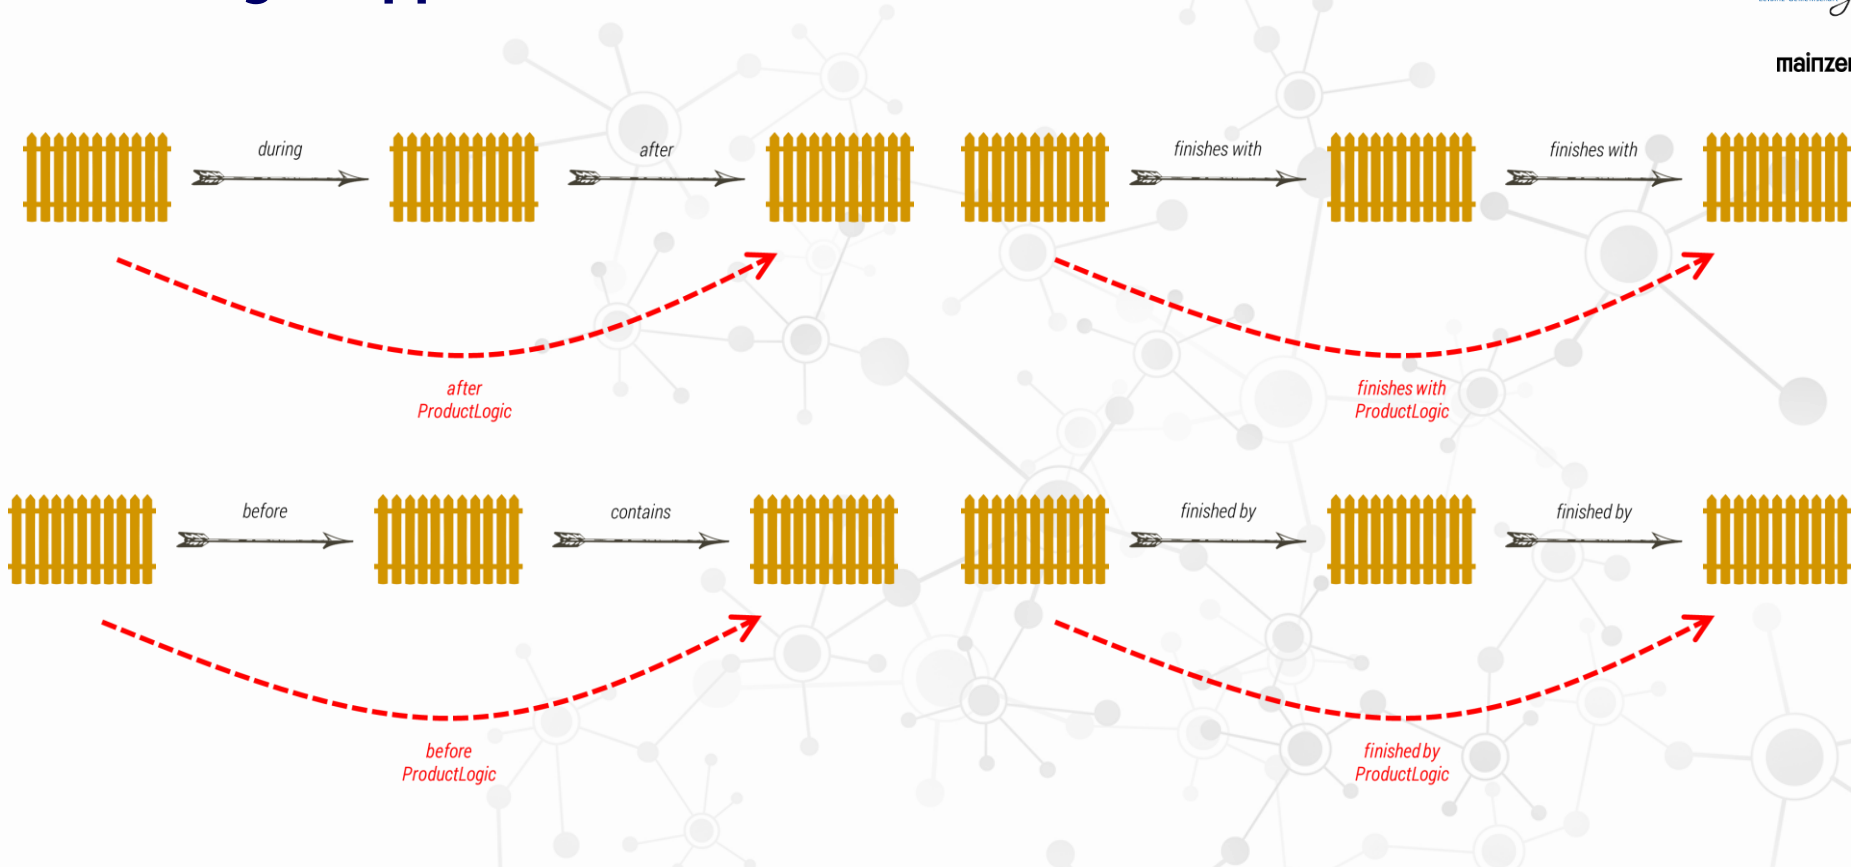 mainzer
during
after
finishes with
finishes with
after
ProductLogic
finishes with
ProductLogic
before
contains
finished by
finished by
before
ProductLogic
finished by
ProductLogic